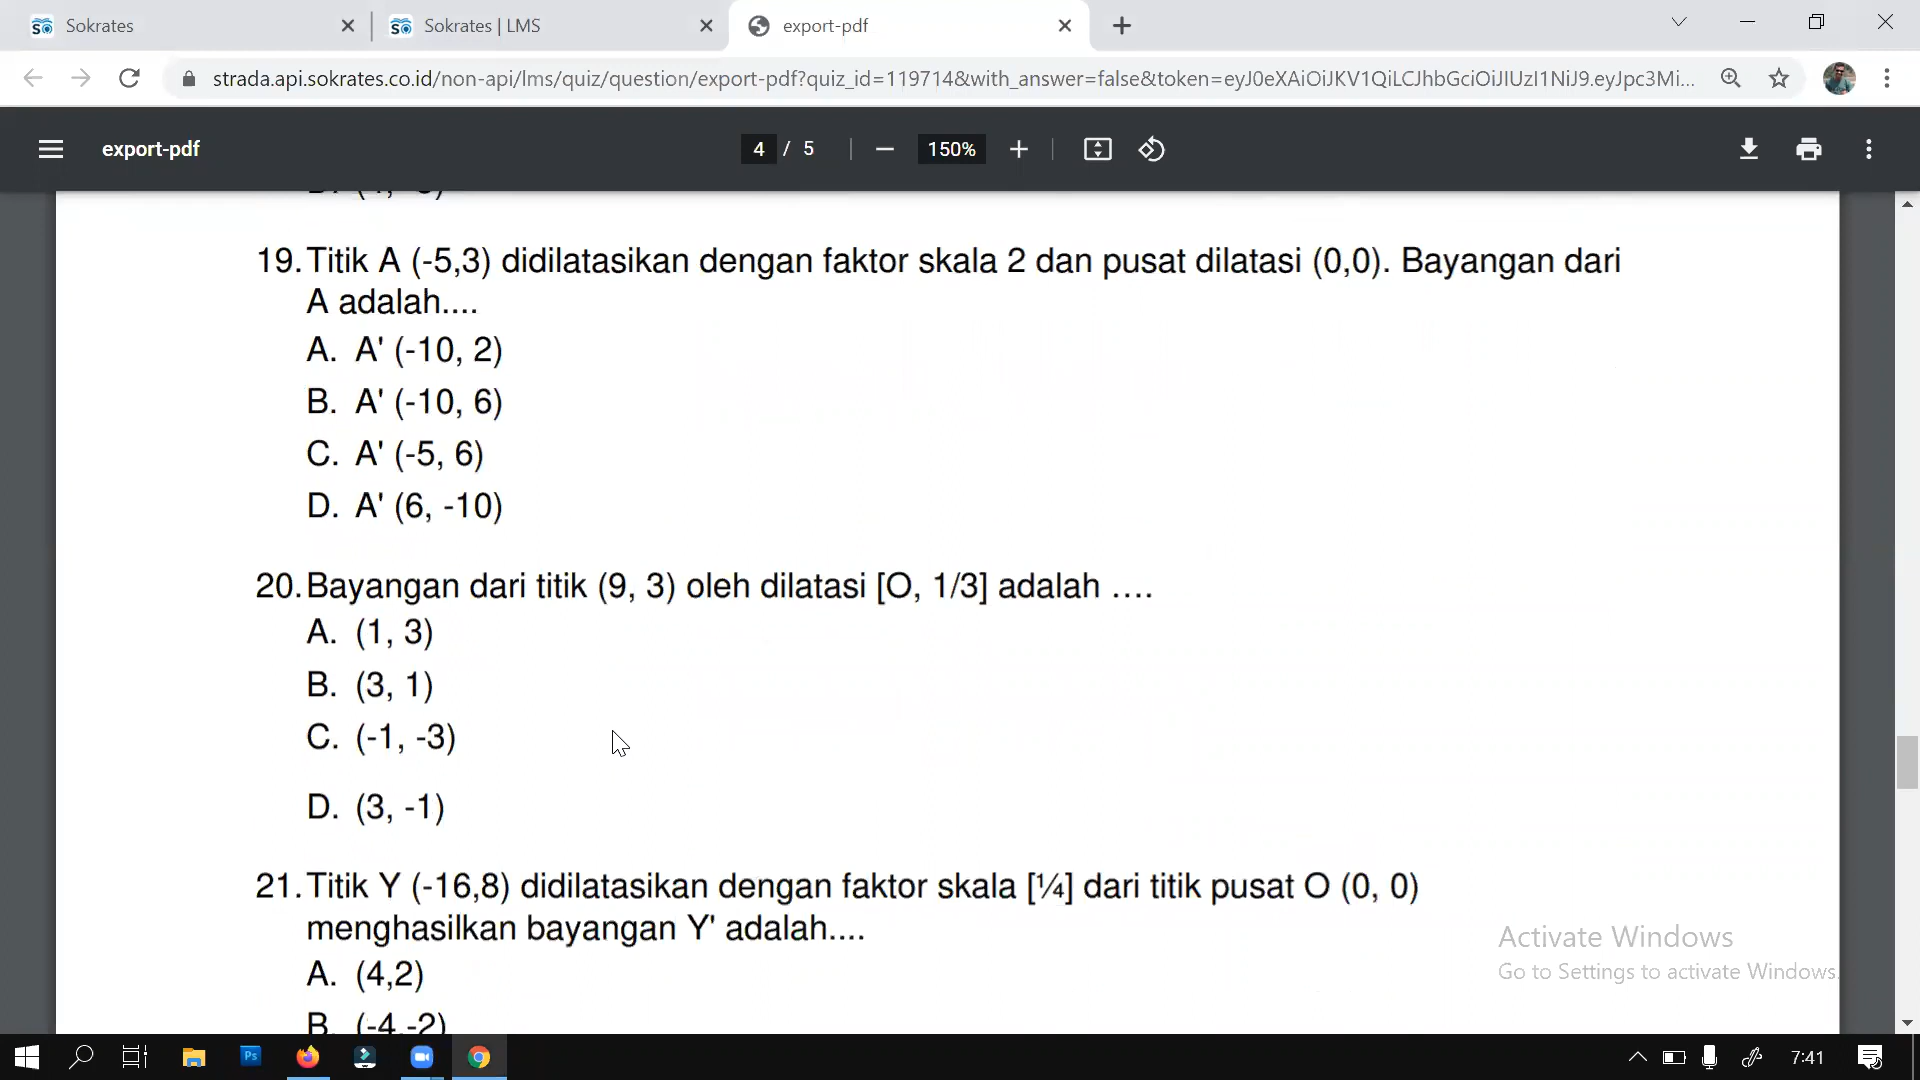 Sokrates
Sokrates | LMS
export-pdf
strada.api.sokrates.co.id/non-api/lms/quiz/question/export-pdf?quiz_id=119714&with_answer=false&token=eyJ0eXAiOiJKV1QiLCJhbGciOiJIUzI1NiJ9.eyJpc3Mi...
export-pdf
4 / 5
150%
19. Titik A (-5,3) didilatasikan dengan faktor skala 2 dan pusat dilatasi (0,0). Bayangan dari
A adalah....
A. A' (-10, 2)
B. A' (-10, 6)
C. A' (-5, 6)
D. A' (6, -10)
20. Bayangan dari titik (9, 3) oleh dilatasi [O, 1/3] adalah ....
A. (1, 3)
B. (3, 1)
C. (-1, -3)
D. (3, -1)
21. Titik Y (-16,8) didilatasikan dengan faktor skala [¼] dari titik pusat O (0, 0)
menghasilkan bayangan Y' adalah....
A. (4,2)
B. (-4,-2)
Activate Windows
Go to Settings to activate Windows.
Ps
7:41